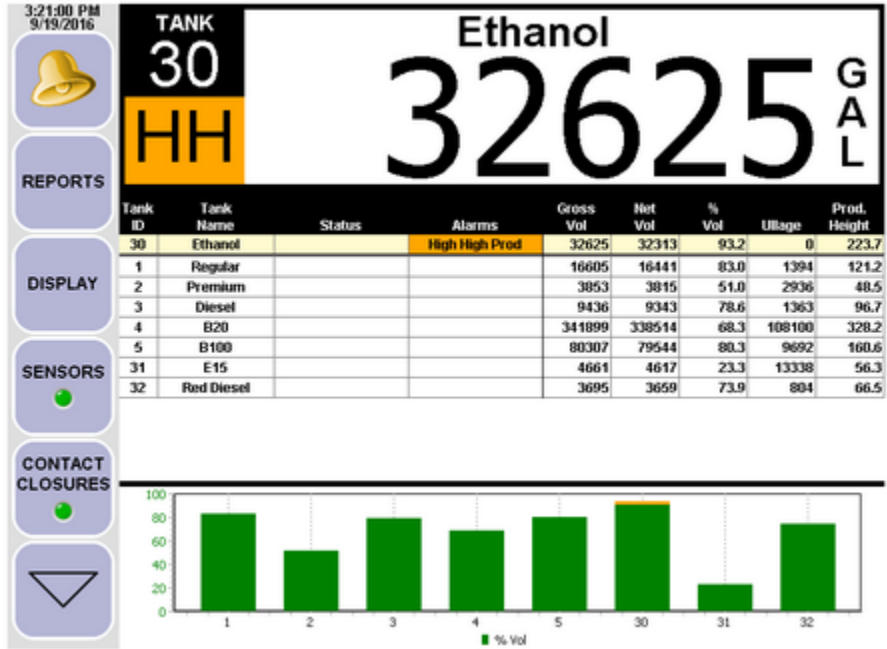 3:21:00 PM
9/19/2016
REPORTS
DISPLAY
SENSORS
CONTACT
CLOSURES
TANK
30
HH
Ethanol
32625
GAL
Tank ID Tank Name Status Alarms Gross Vol Net Vol % Vol Ullage Prod. Height
30 Ethanol High High Prod 32625 32313 93.2 0 223.7
1 Regular 16605 16441 83.0 1394 121.2
2 Premium 3853 3815 51.0 2936 48.5
3 Diesel 9436 9343 78.6 1363 96.7
4 B20 341899 338514 68.3 108100 328.2
5 B100 80307 79544 80.3 9692 160.6
31 E15 4661 4617 23.3 13338 56.3
32 Red Diesel 3695 3659 73.9 804 66.5
100
80
60
40
20
0
1 2 3 4 5 30 31 32
% Vol